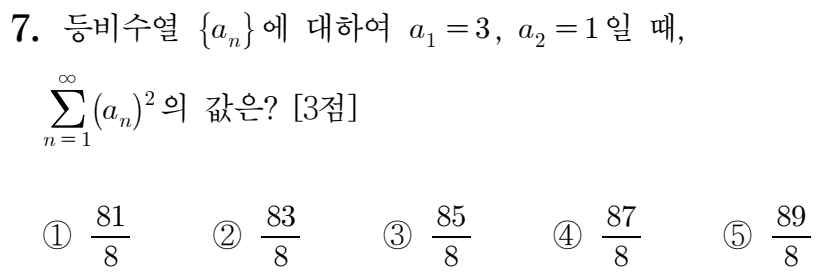 7. 등비수열 {aₙ}에 대하여 a₁=3, a₂=1일 때,
∑_{n=1}^{∞}(aₙ)²의 값은? [3점]
① 81/8 ② 83/8 ③ 85/8 ④ 87/8 ⑤ 89/8